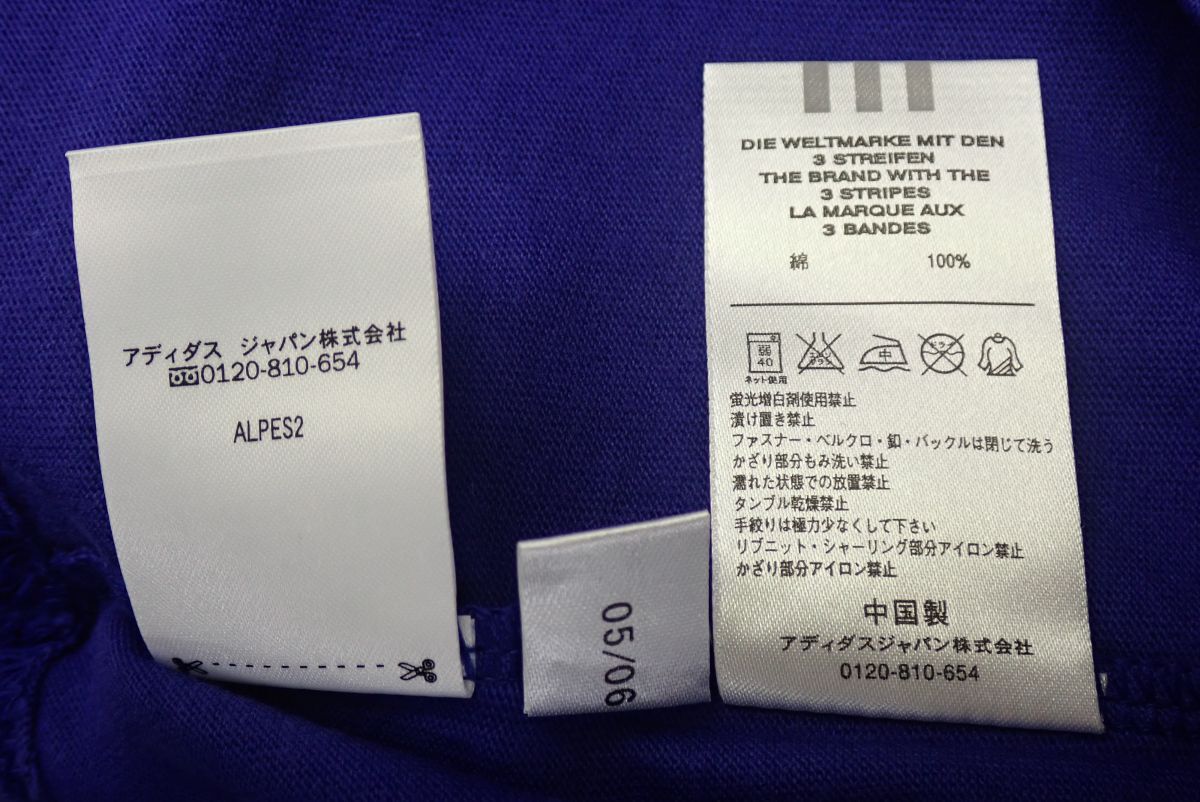 アディダス ジャパン株式会社
0120-810-654
ALPES2
05/06
DIE WELTMARKE MIT DEN
3 STREIFEN
THE BRAND WITH THE
3 STRIPES
LA MARQUE AUX
3 BANDES
綿 100%
弱 40 中
ネット使用
蛍光増白剤使用禁止
漬け置き禁止
ファスナー・ベルクロ・釦・バックルは閉じて洗う
かざり部分もみ洗い禁止
濡れた状態での放置禁止
タンブル乾燥禁止
手絞りは極力少なくして下さい
リブニット・シャーリング部分アイロン禁止
かざり部分アイロン禁止
中国製
アディダスジャパン株式会社
0120-810-654